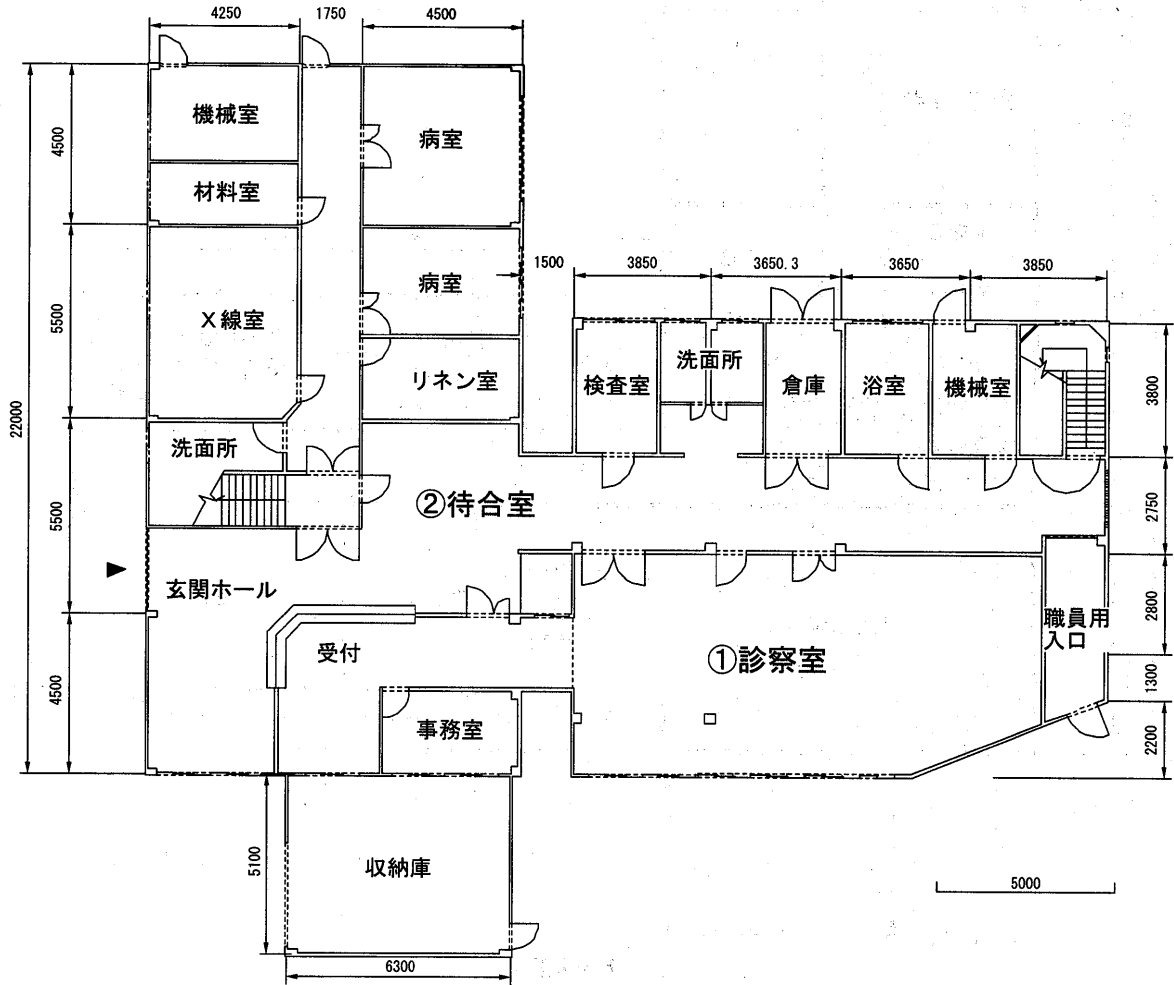 4250
1750
4500
機械室
病室
材料室
4500
X線室
病室
5500
22000
リネン室
1500
3850
3650.3
3650
3850
検査室
洗面所
倉庫
浴室
機械室
3800
洗面所
②待合室
2750
5500
玄関ホール
受付
①診察室
職員用
入口
2800
1300
4500
事務室
2200
5100
収納庫
5000
6300